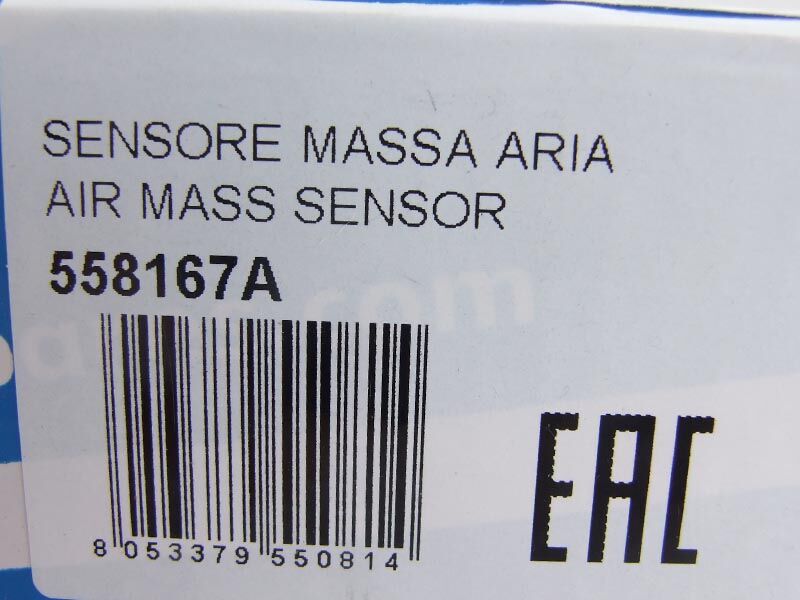 SENSORE MASSA ARIA
AIR MASS SENSOR
558167A
8 053379 550814
EAC